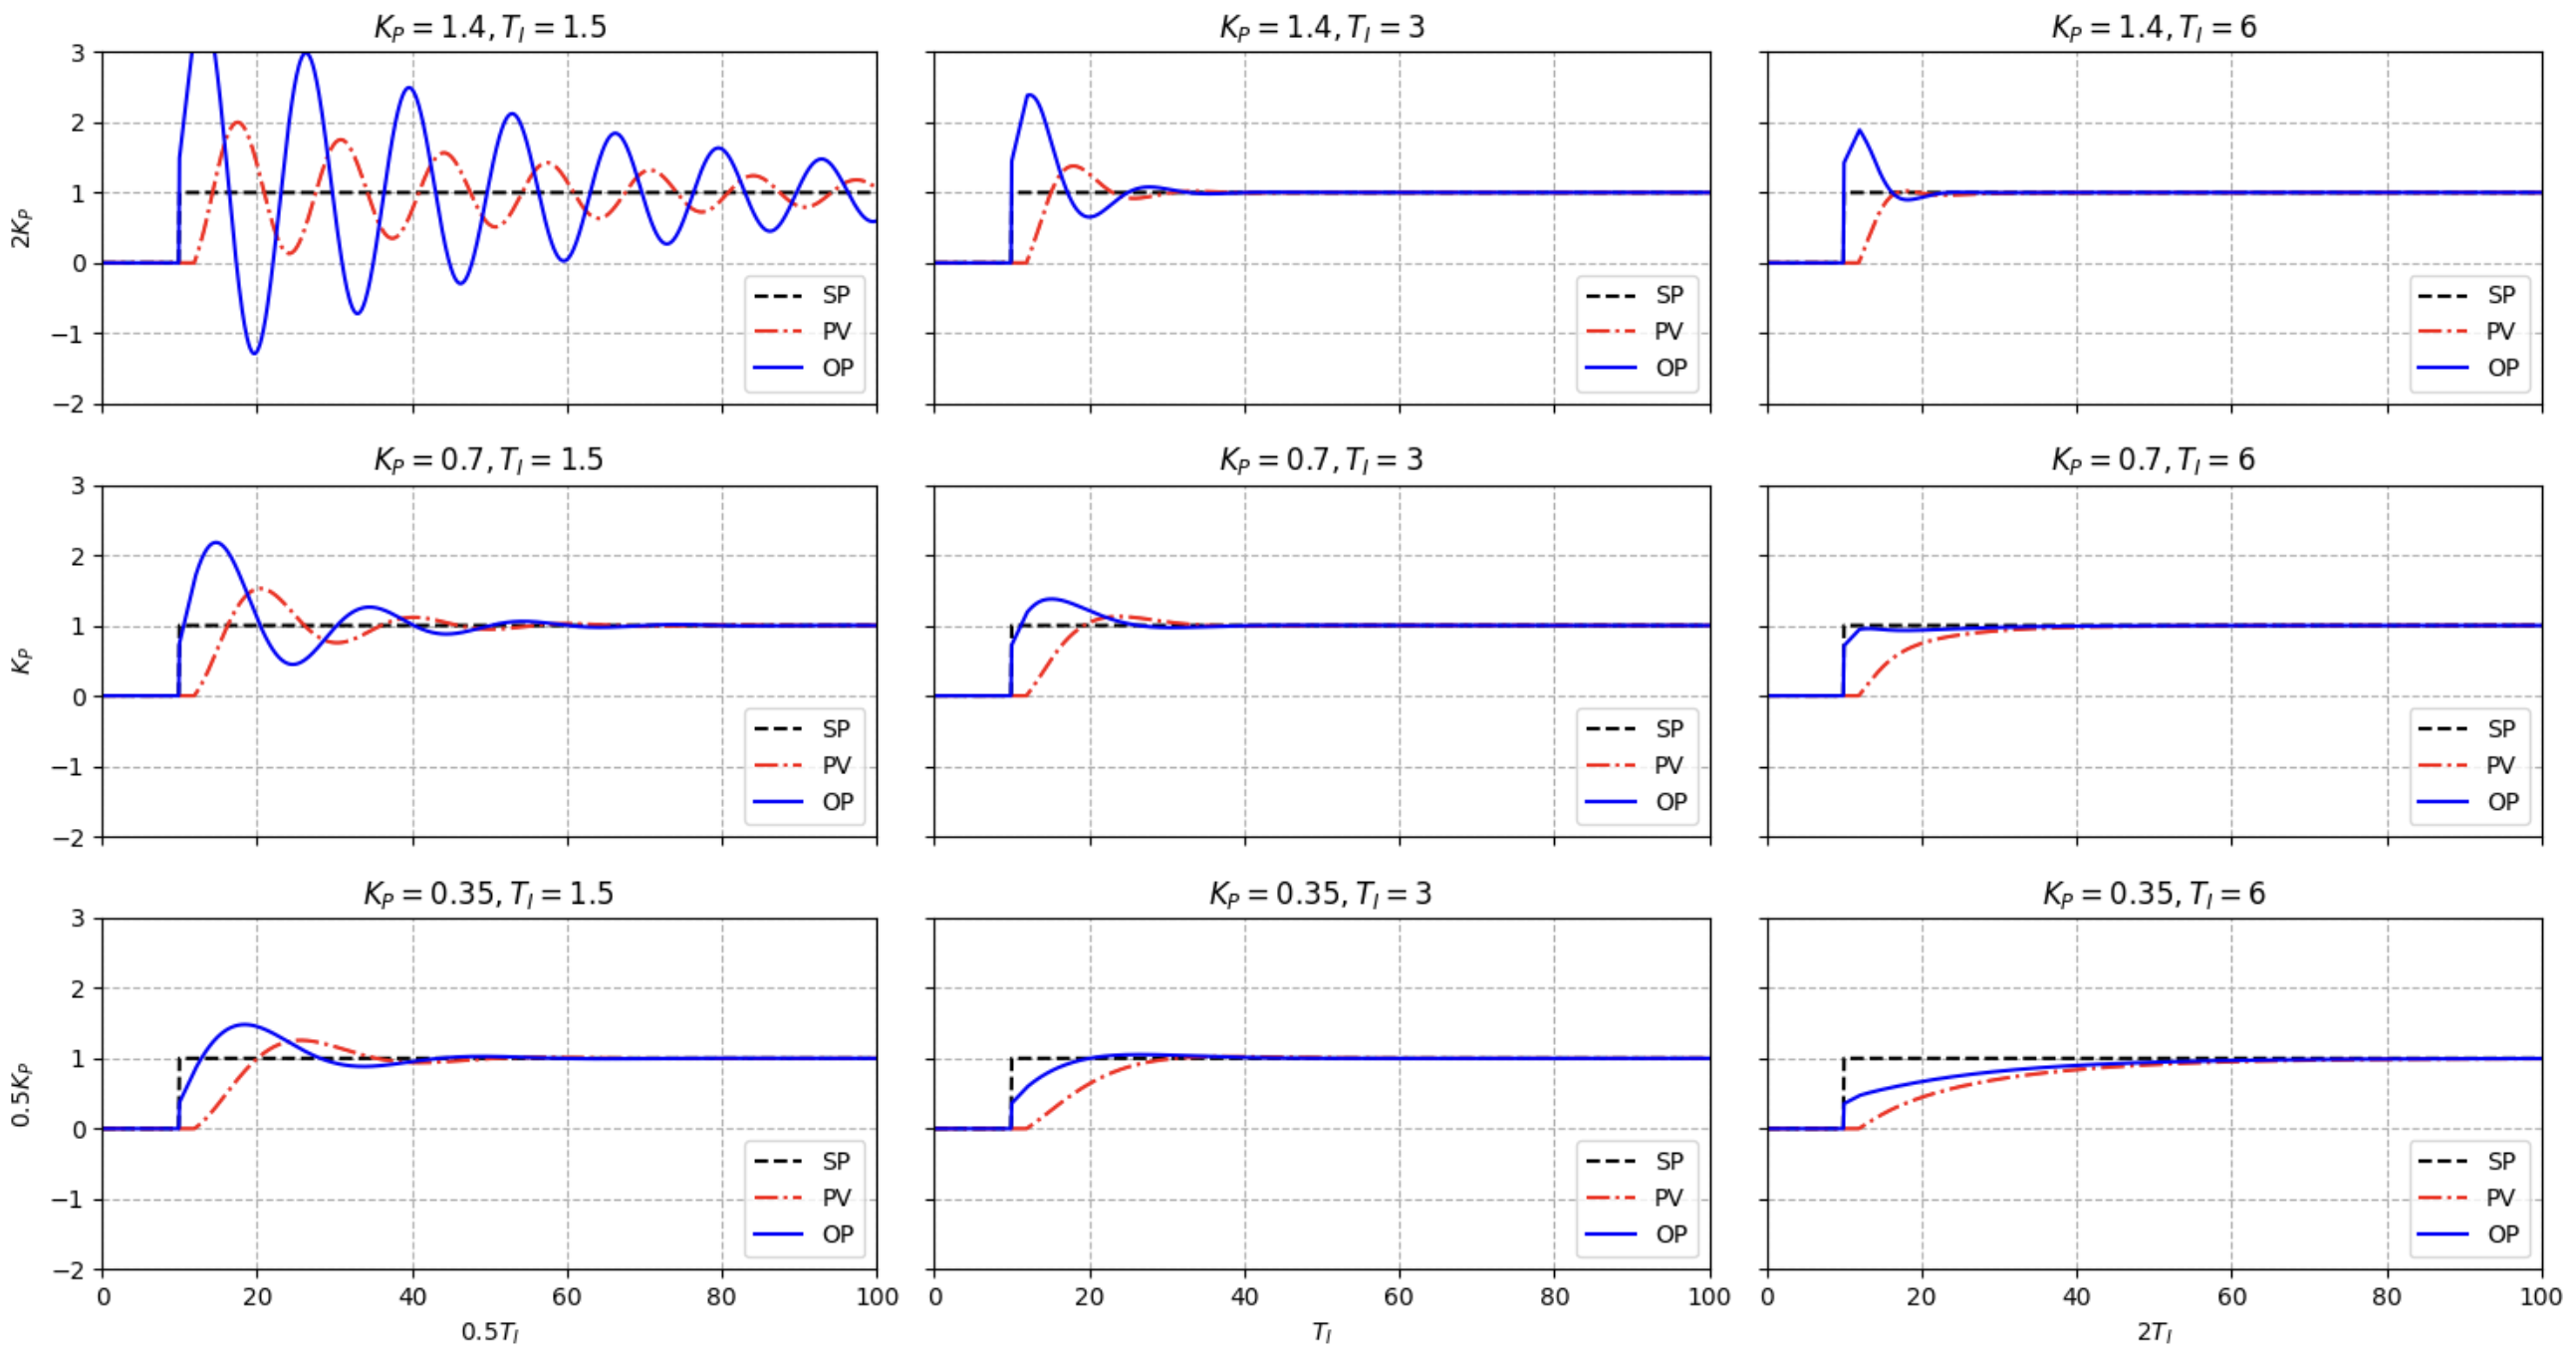 K_P = 1.4, T_I = 1.5
K_P = 1.4, T_I = 3
K_P = 1.4, T_I = 6
3
2
1
0
−1
−2
2K_P
SP
PV
OP
SP
PV
OP
SP
PV
OP
K_P = 0.7, T_I = 1.5
K_P = 0.7, T_I = 3
K_P = 0.7, T_I = 6
3
2
1
0
−1
−2
K_P
SP
PV
OP
SP
PV
OP
SP
PV
OP
K_P = 0.35, T_I = 1.5
K_P = 0.35, T_I = 3
K_P = 0.35, T_I = 6
3
2
1
0
−1
−2
0.5K_P
SP
PV
OP
SP
PV
OP
SP
PV
OP
0 20 40 60 80 100
0 20 40 60 80 100
0 20 40 60 80 100
0.5T_I
T_I
2T_I